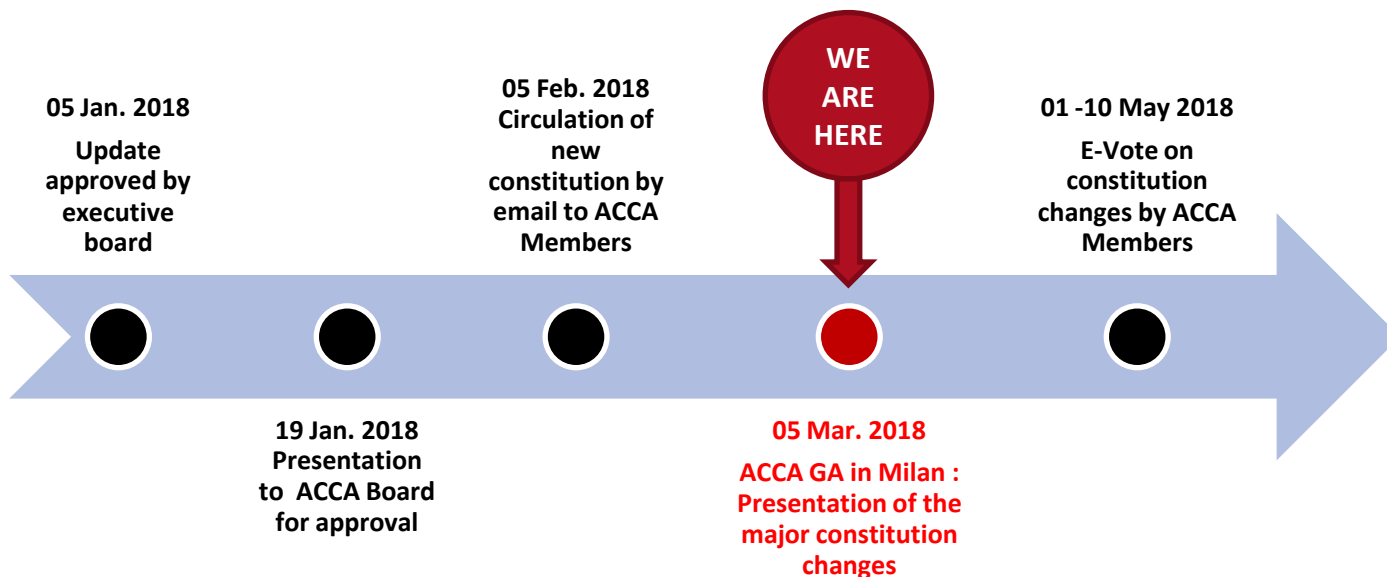 05 Jan. 2018
Update
approved by
executive
board
19 Jan. 2018
Presentation
to ACCA Board
for approval
05 Feb. 2018
Circulation of
new
constitution by
email to ACCA
Members
WE
ARE
HERE
05 Mar. 2018
ACCA GA in Milan :
Presentation of the
major constitution
changes
01 -10 May 2018
E-Vote on
constitution
changes by ACCA
Members